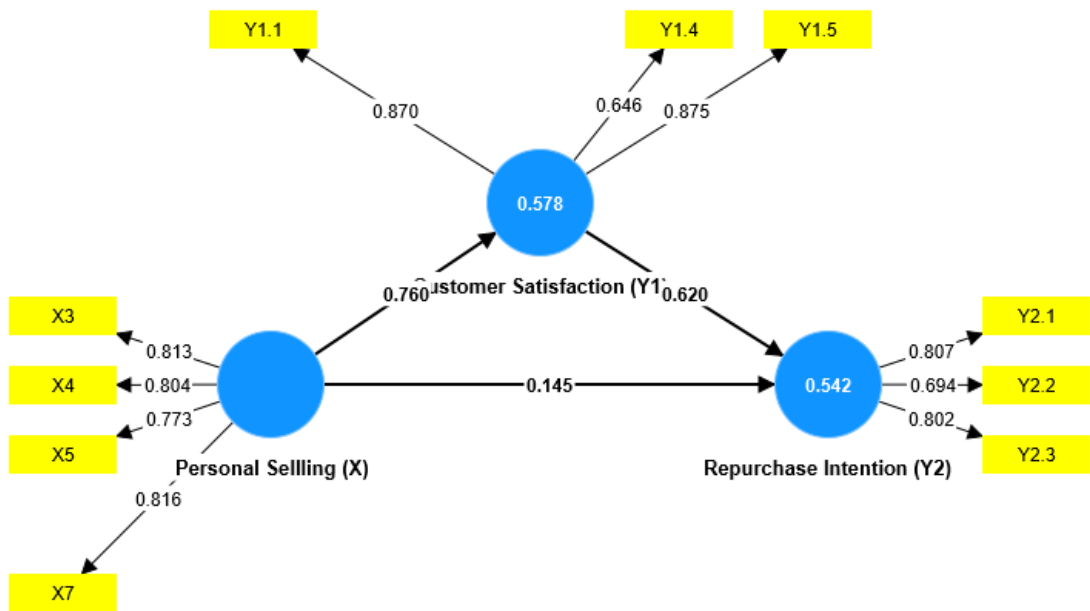 Y1.1
Y1.4
Y1.5
0.870
0.646
0.875
0.578
0.760
ustomer Satisfaction (Y1
0.620
X3
0.813
X4
0.804
X5
0.773
X7
0.816
Personal Sellling (X)
0.145
0.542
Repurchase Intention (Y2)
Y2.1
0.807
Y2.2
0.694
Y2.3
0.802